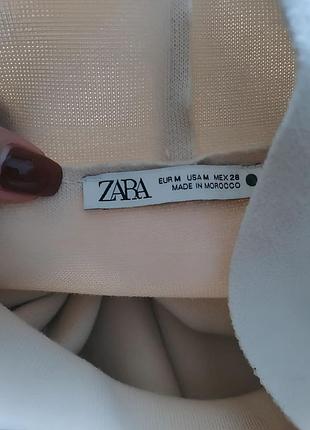 ZARA
EUR M USA M MEX 28
MADE IN MOROCCO